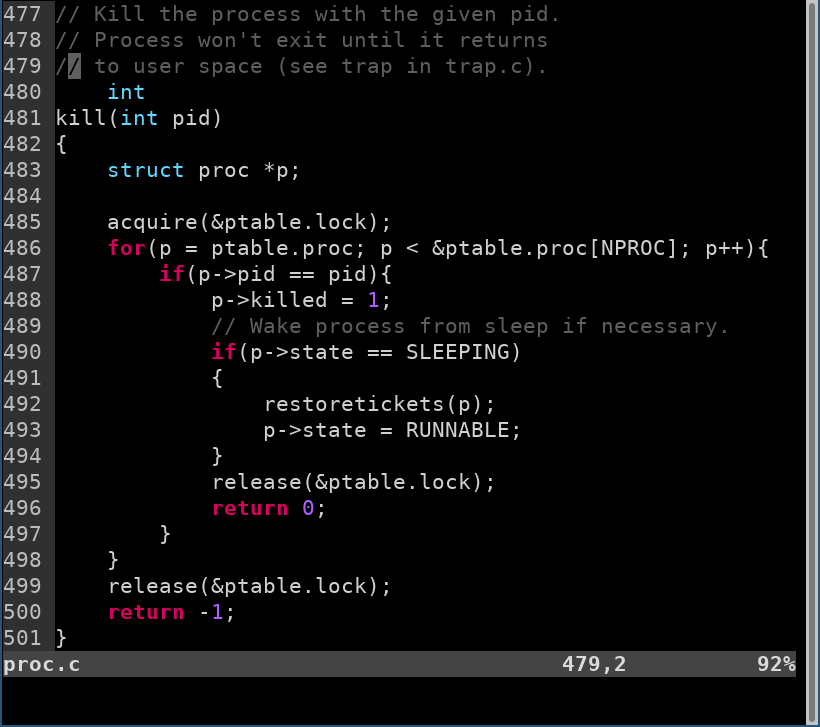 477 // Kill the process with the given pid.
478 // Process won't exit until it returns
479 // to user space (see trap in trap.c).
480     int
481 kill(int pid)
482 {
483     struct proc *p;
484
485     acquire(&ptable.lock);
486     for(p = ptable.proc; p < &ptable.proc[NPROC]; p++){
487         if(p->pid == pid){
488             p->killed = 1;
489             // Wake process from sleep if necessary.
490             if(p->state == SLEEPING)
491             {
492                 restoretickets(p);
493                 p->state = RUNNABLE;
494             }
495             release(&ptable.lock);
496             return 0;
497         }
498     }
499     release(&ptable.lock);
500     return -1;
501 }
proc.c 479,2 92%